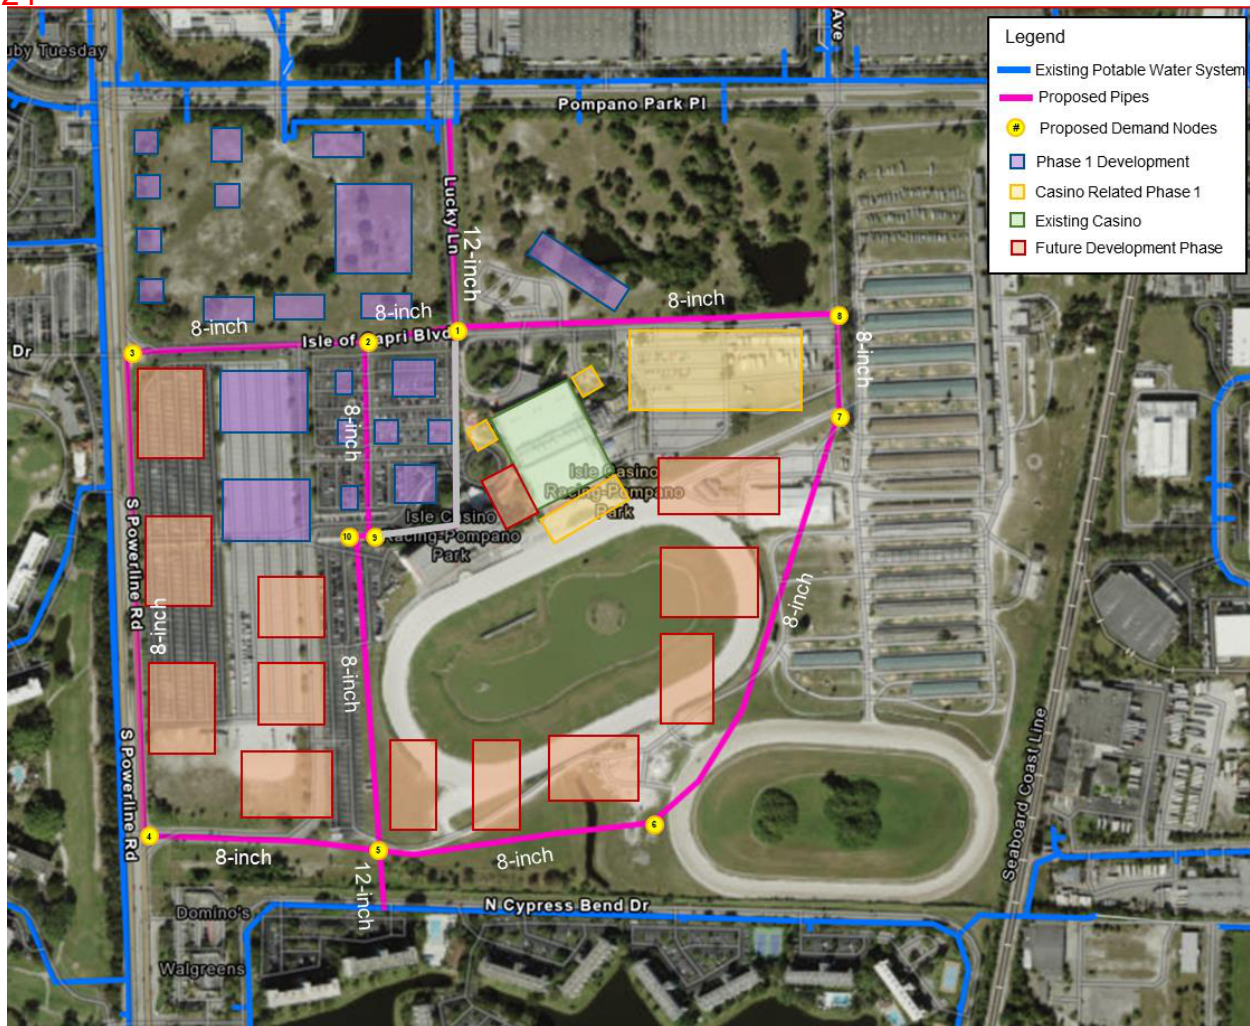 uby Tuesday
Ave
Legend
Existing Potable Water System
Proposed Pipes
# Proposed Demand Nodes
Phase 1 Development
Casino Related Phase 1
Existing Casino
Future Development Phase
Pompano Park Pl
Lucky Ln
12-inch
8-inch
8-inch
8-inch
Isle of Capri Blvd
Dr
1
2
3
8
8-inch
7
8-inch
Isle Casino
Racing-Pompano
Park
Isle Casino
Racing-Pompano
Park
10
9
S Powerline Rd
8-inch
8-inch
8-inch
S Powerline Rd
4
5
6
8-inch
8-inch
12-inch
N Cypress Bend Dr
Seaboard Coast Line
Domino's
Walgreens